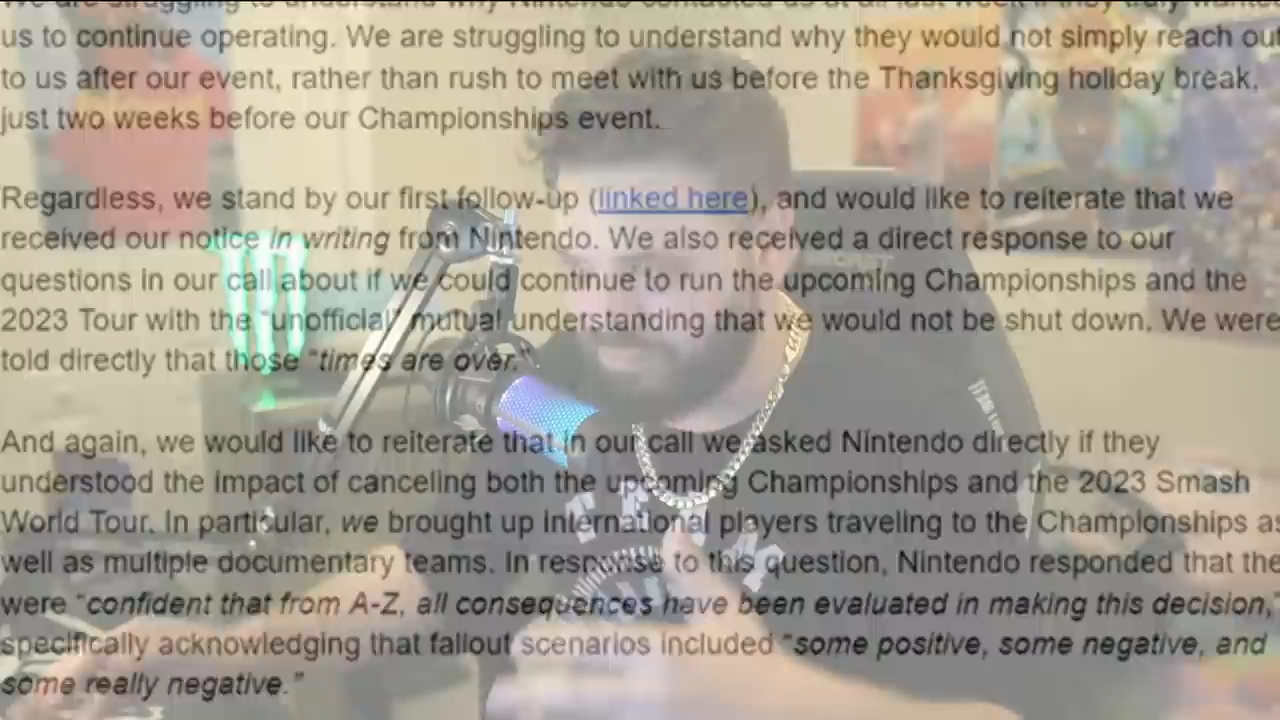 us to continue operating. We are struggling to understand why they would not simply reach out
to us after our event, rather than rush to meet with us before the Thanksgiving holiday break,
just two weeks before our Championships event.
Regardless, we stand by our first follow-up (linked here), and would like to reiterate that we
received our notice in writing from Nintendo. We also received a direct response to our
questions in our call about if we could continue to run the upcoming Championships and the
2023 Tour with the "unofficial" mutual understanding that we would not be shut down. We were
told directly that those "times are over."
And again, we would like to reiterate that in our call we asked Nintendo directly if they
understood the impact of canceling both the upcoming Championships and the 2023 Smash
World Tour. In particular, we brought up international players traveling to the Championships as
well as multiple documentary teams. In response to this question, Nintendo responded that the
were "confident that from A-Z, all consequences have been evaluated in making this decision,"
specifically acknowledging that fallout scenarios included "some positive, some negative, and
some really negative."